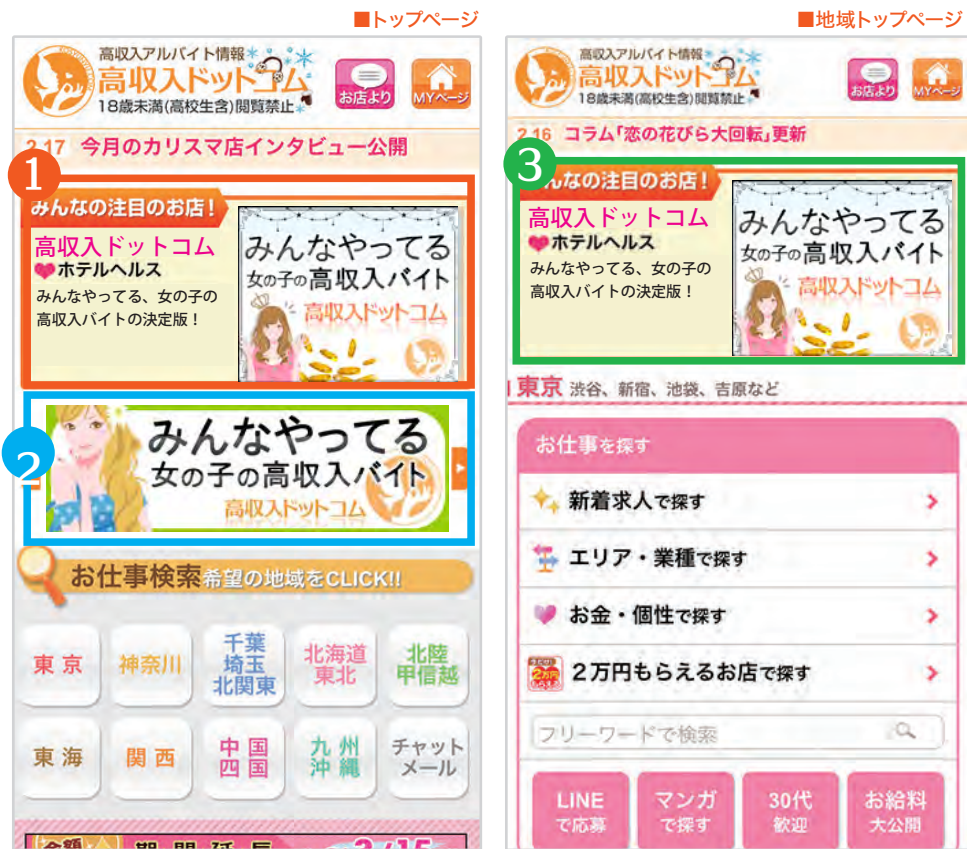 ■トップページ
高収入アルバイト情報
高収入ドットコム
18歳未満(高校生含)閲覧禁止
お店より
MYページ
2.17 今月のカリスマ店インタビュー公開
1
みんなの注目のお店!
高収入ドットコム
ホテルヘルス
みんなやってる、女の子の
高収入バイトの決定版!
みんなやってる
女の子の高収入バイト
高収入ドットコム
2
みんなやってる
女の子の高収入バイト
高収入ドットコム
お仕事検索 希望の地域をCLICK!!
東京
神奈川
千葉
埼玉
北関東
北海道
東北
北陸
甲信越
東海
関西
中国
四国
九州
沖縄
チャット
メール
金額
期間延長
3/15
■地域トップページ
高収入アルバイト情報
高収入ドットコム
18歳未満(高校生含)閲覧禁止
お店より
MYページ
2.16 コラム「恋の花びら大回転」更新
3
んなの注目のお店!
高収入ドットコム
ホテルヘルス
みんなやってる、女の子の
高収入バイトの決定版!
みんなやってる
女の子の高収入バイト
高収入ドットコム
東京 渋谷、新宿、池袋、吉原など
お仕事を探す
新着求人で探す
エリア・業種で探す
お金・個性で探す
2万円もらえるお店で探す
フリーワードで検索
LINE
で応募
マンガ
で探す
30代
歓迎
お給料
大公開